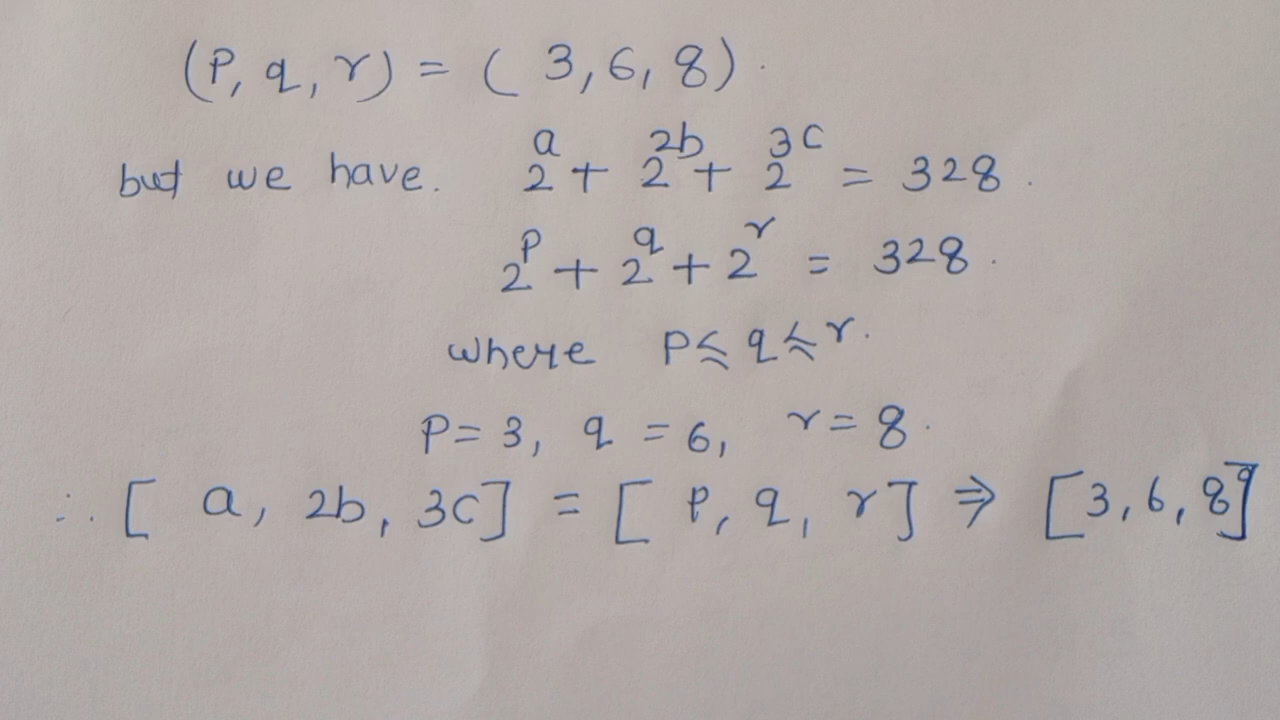 (P, q, r) = ( 3, 6, 8) .
but we have. 2^a + 2^2b + 2^3c = 328 .
2^p + 2^q + 2^r = 328 .
where P ≤ q ≤ r.
P = 3, q = 6, r = 8 .
∴ [ a, 2b, 3c] = [ P, q, r] ⇒ [3, 6, 8]